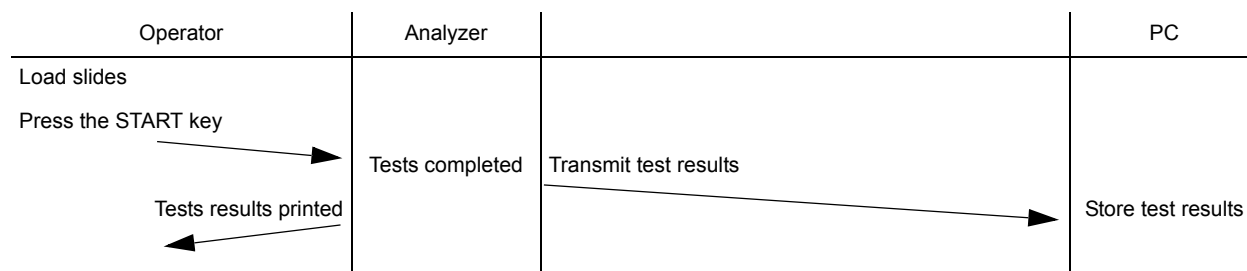 Operator
Analyzer
PC
Load slides
Press the START key
Tests completed
Transmit test results
Tests results printed
Store test results